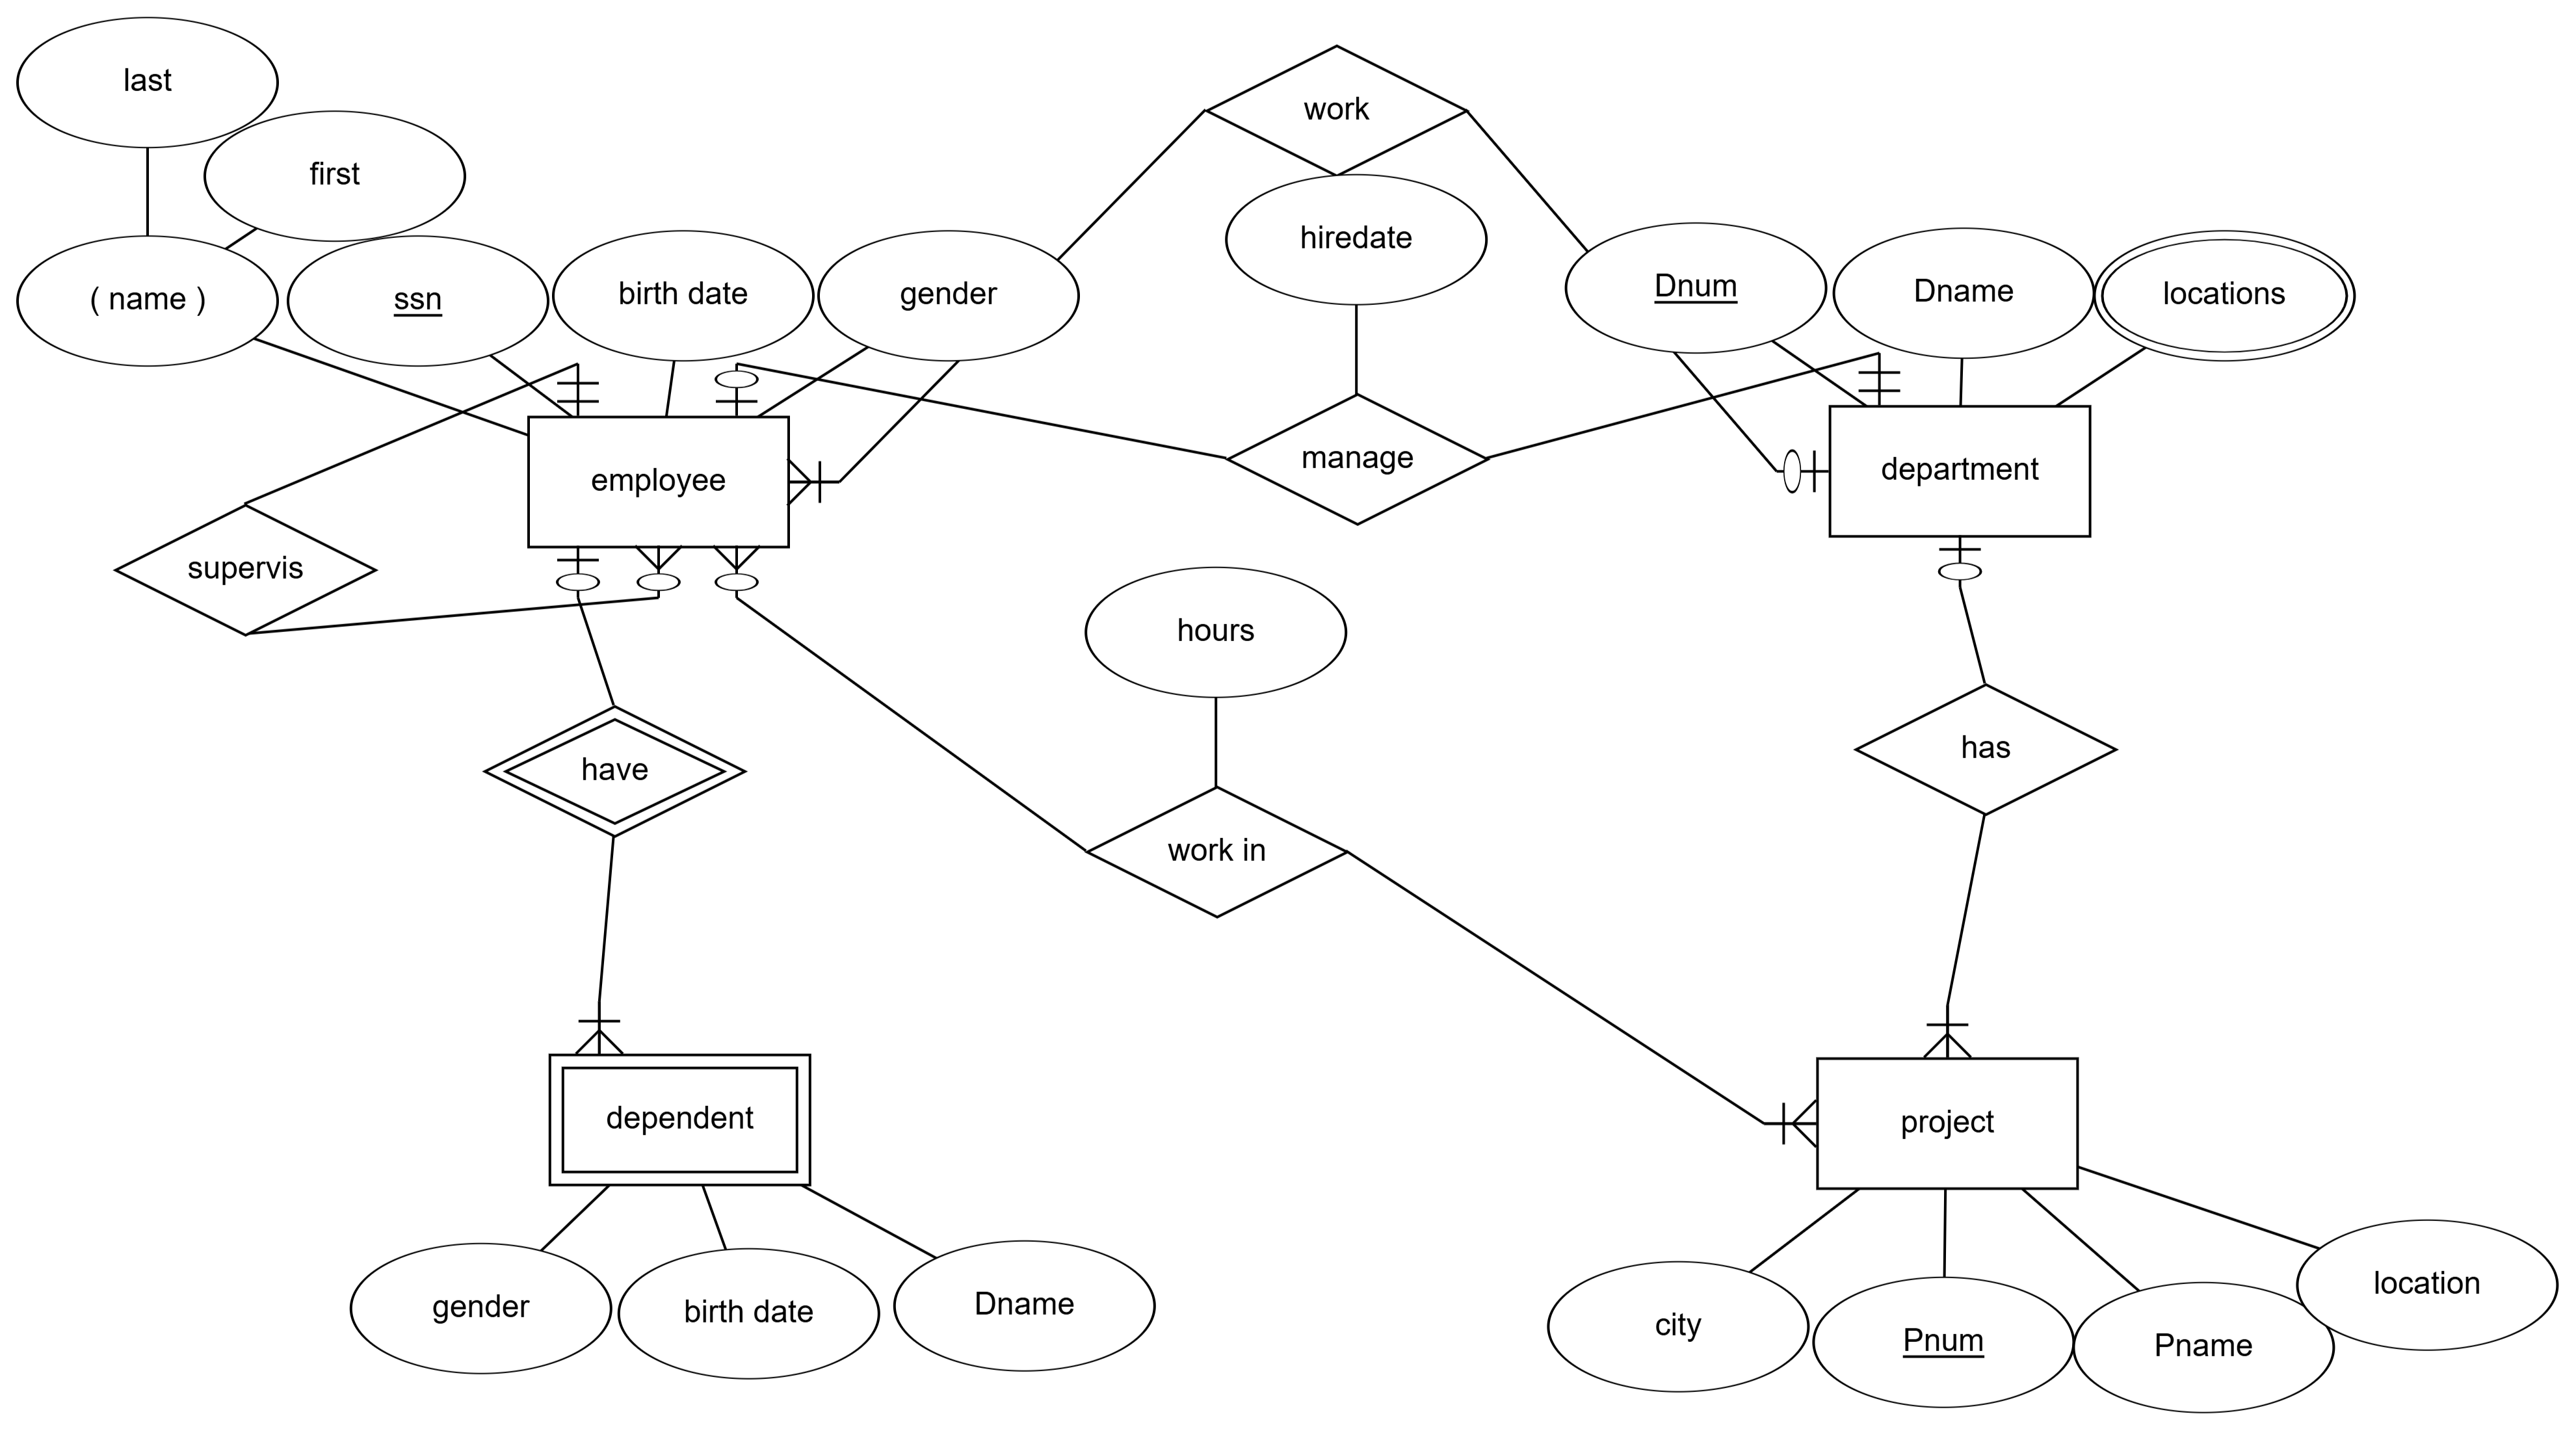 last
work
first
hiredate
( name )
ssn
birth date
gender
Dnum
Dname
locations
employee
manage
department
supervis
hours
have
has
work in
dependent
project
gender
birth date
Dname
city
Pnum
Pname
location